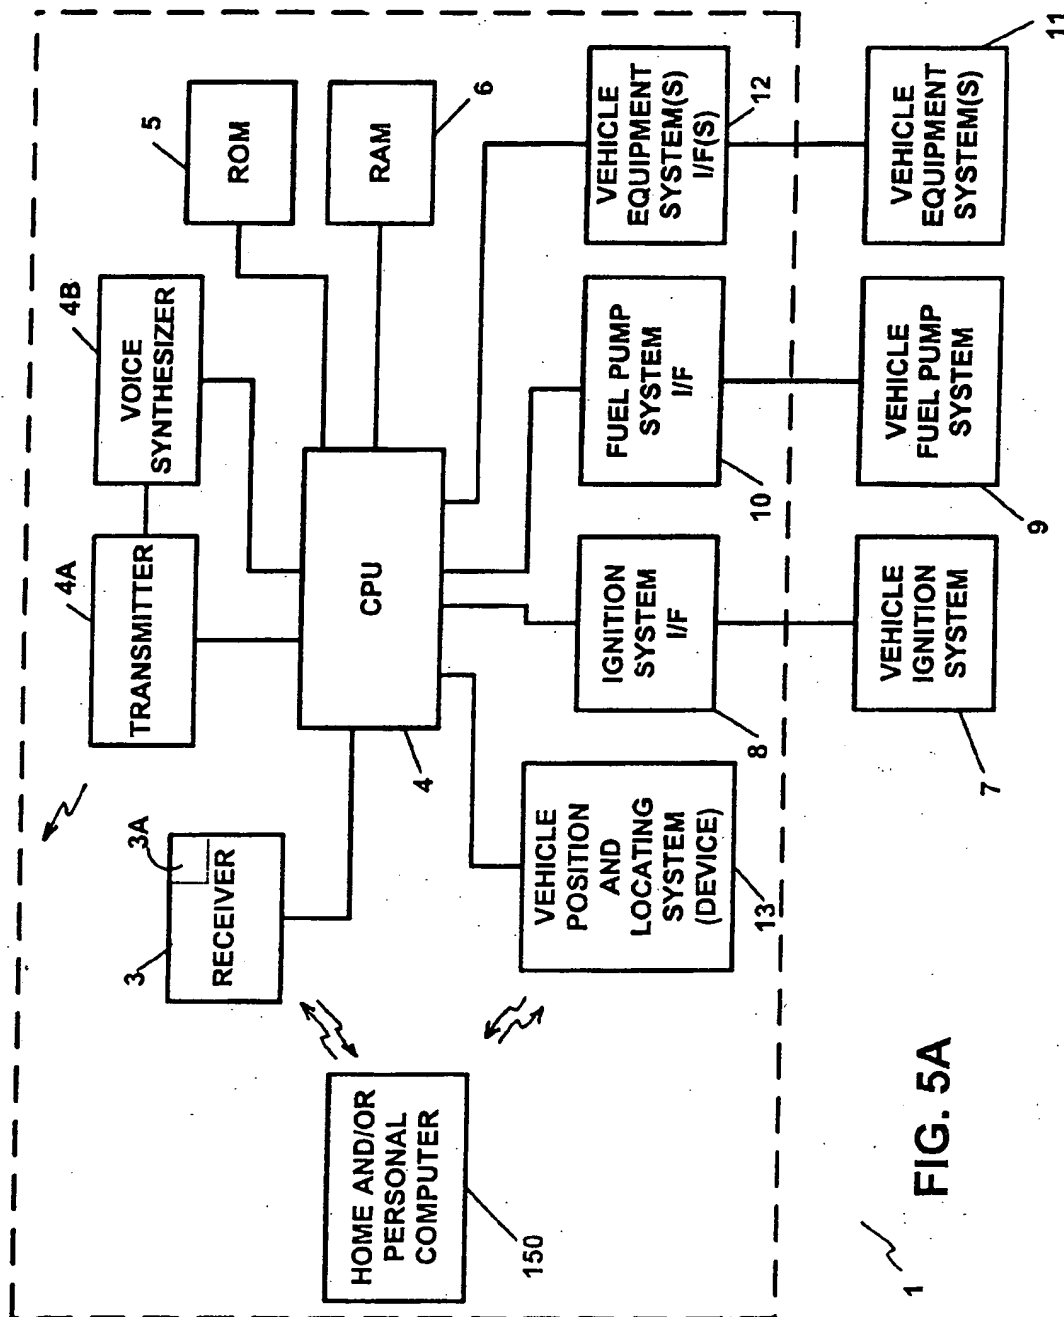 HOME AND/OR
PERSONAL
COMPUTER
150
3
3A
RECEIVER
4A
TRANSMITTER
4B
VOICE
SYNTHESIZER
5
ROM
6
RAM
CPU
4
VEHICLE
POSITION
AND
LOCATING
SYSTEM
(DEVICE)
13
IGNITION
SYSTEM
I/F
8
FUEL PUMP
SYSTEM
I/F
10
VEHICLE
EQUIPMENT
SYSTEM(S)
I/F(S)
12
VEHICLE
IGNITION
SYSTEM
7
VEHICLE
FUEL PUMP
SYSTEM
9
VEHICLE
EQUIPMENT
SYSTEM(S)
11
1
FIG. 5A